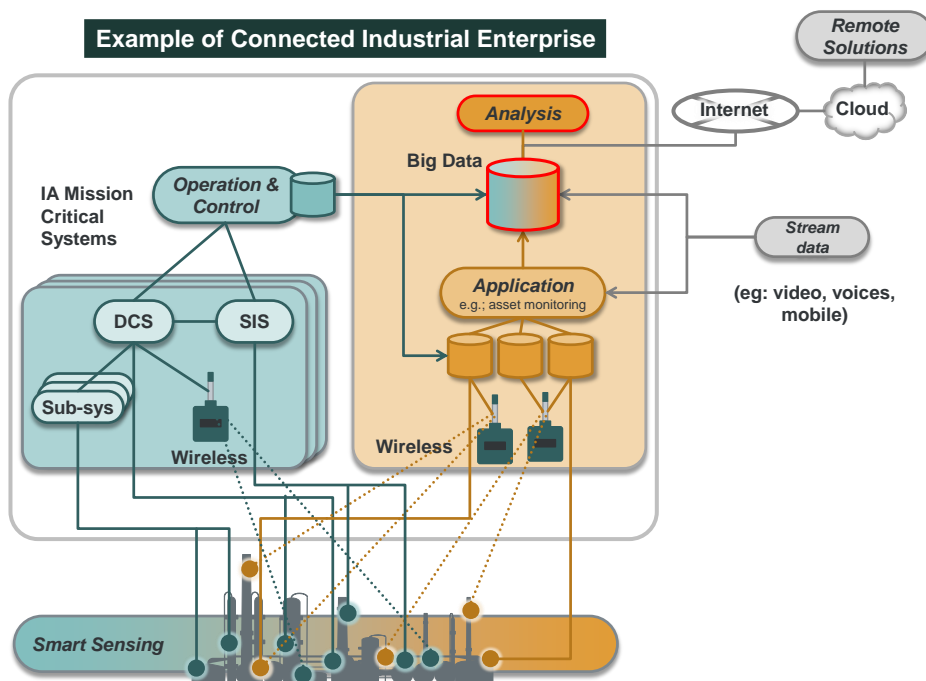 Example of Connected Industrial Enterprise
Remote
Solutions
Analysis
Internet
Cloud
Big Data
IA Mission
Critical
Systems
Operation &
Control
Stream
data
(eg: video, voices,
mobile)
Application
e.g.; asset monitoring
DCS
SIS
Sub-sys
Wireless
Wireless
Smart Sensing